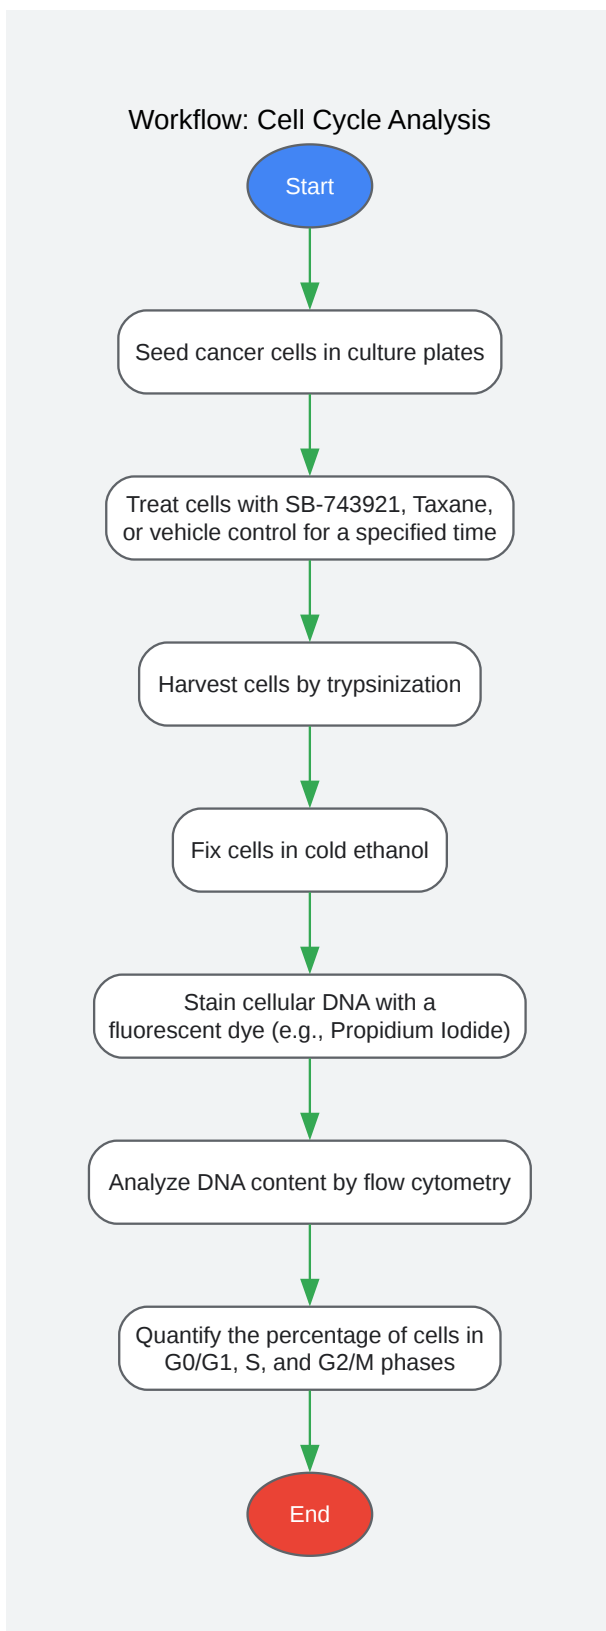 Workflow: Cell Cycle Analysis
Start
Seed cancer cells in culture plates
Treat cells with SB-743921, Taxane,
or vehicle control for a specified time
Harvest cells by trypsinization
Fix cells in cold ethanol
Stain cellular DNA with a
fluorescent dye (e.g., Propidium Iodide)
Analyze DNA content by flow cytometry
Quantify the percentage of cells in
G0/G1, S, and G2/M phases
End